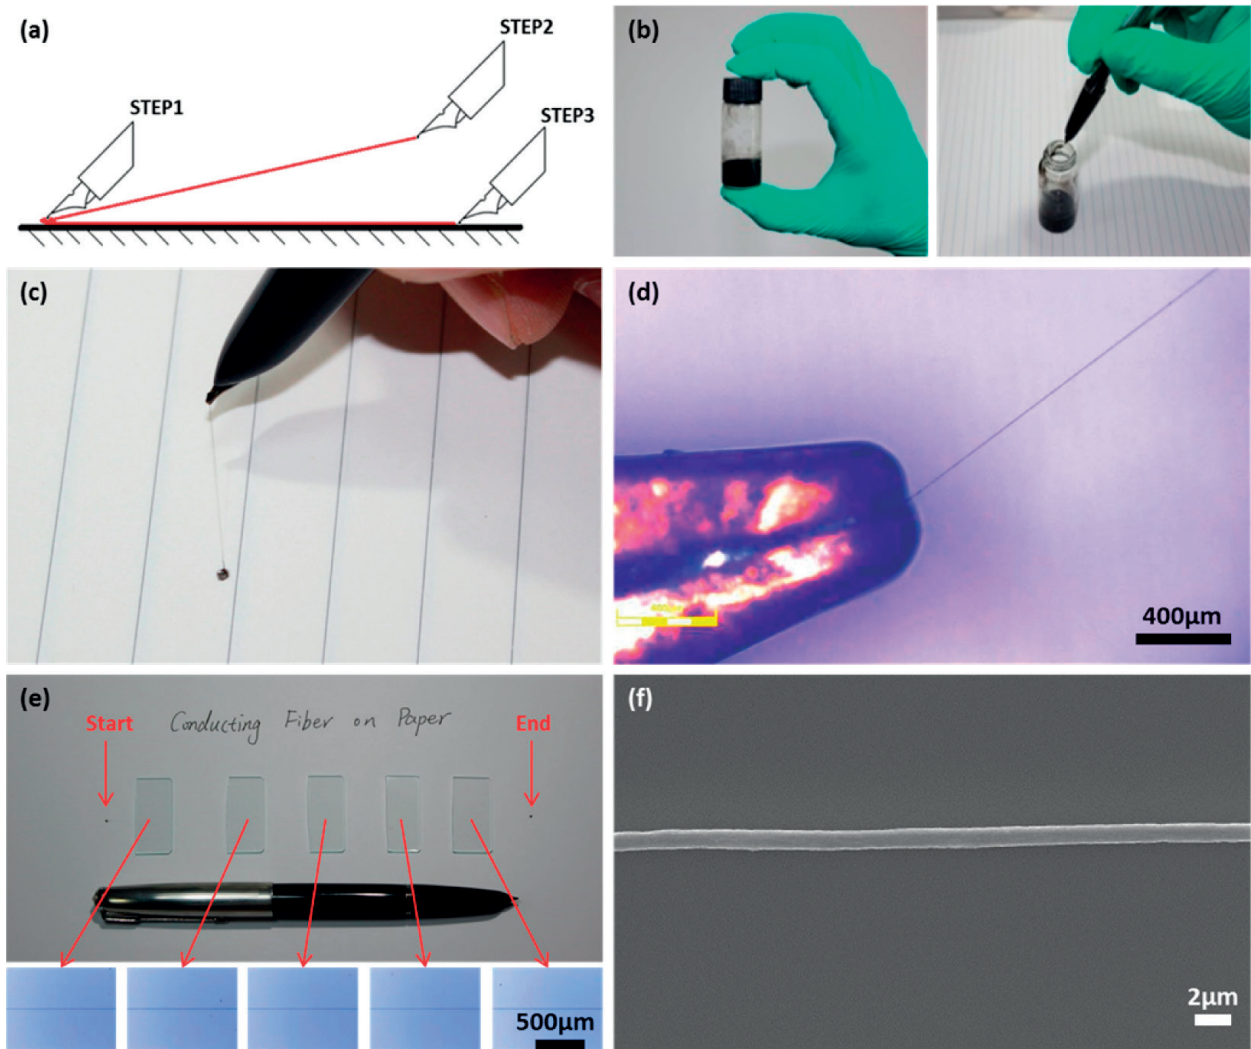 (a)
STEP1
STEP2
STEP3
(b)
(c)
(d)
400μm
(e)
Start
Conducting Fiber on Paper
End
500μm
(f)
2μm